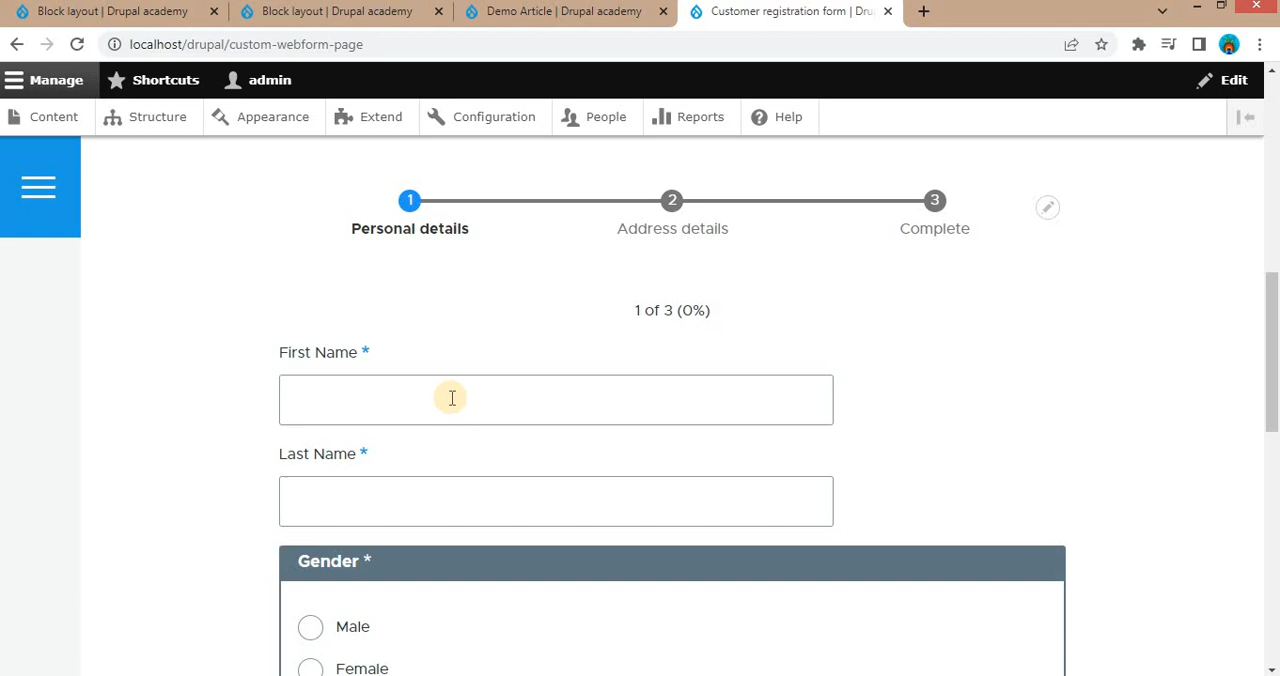 Block layout | Drupal academy
Block layout | Drupal academy
Demo Article | Drupal academy
Customer registration form | Dru
localhost/drupal/custom-webform-page
Manage
Shortcuts
admin
Edit
Content
Structure
Appearance
Extend
Configuration
People
Reports
Help
1
2
3
Personal details
Address details
Complete
1 of 3 (0%)
First Name *
Last Name *
Gender *
Male
Female